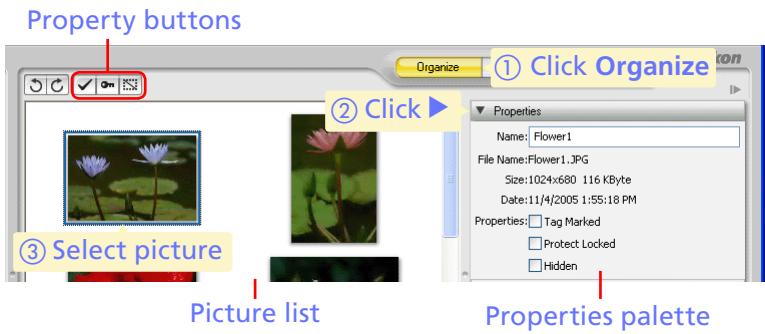 Property buttons
Organize
① Click Organize
② Click ▶
Properties
Name: Flower1
File Name:Flower1.JPG
Size:1024x680 116 KByte
Date:11/4/2005 1:55:18 PM
Properties: Tag Marked
Protect Locked
Hidden
③ Select picture
Picture list
Properties palette